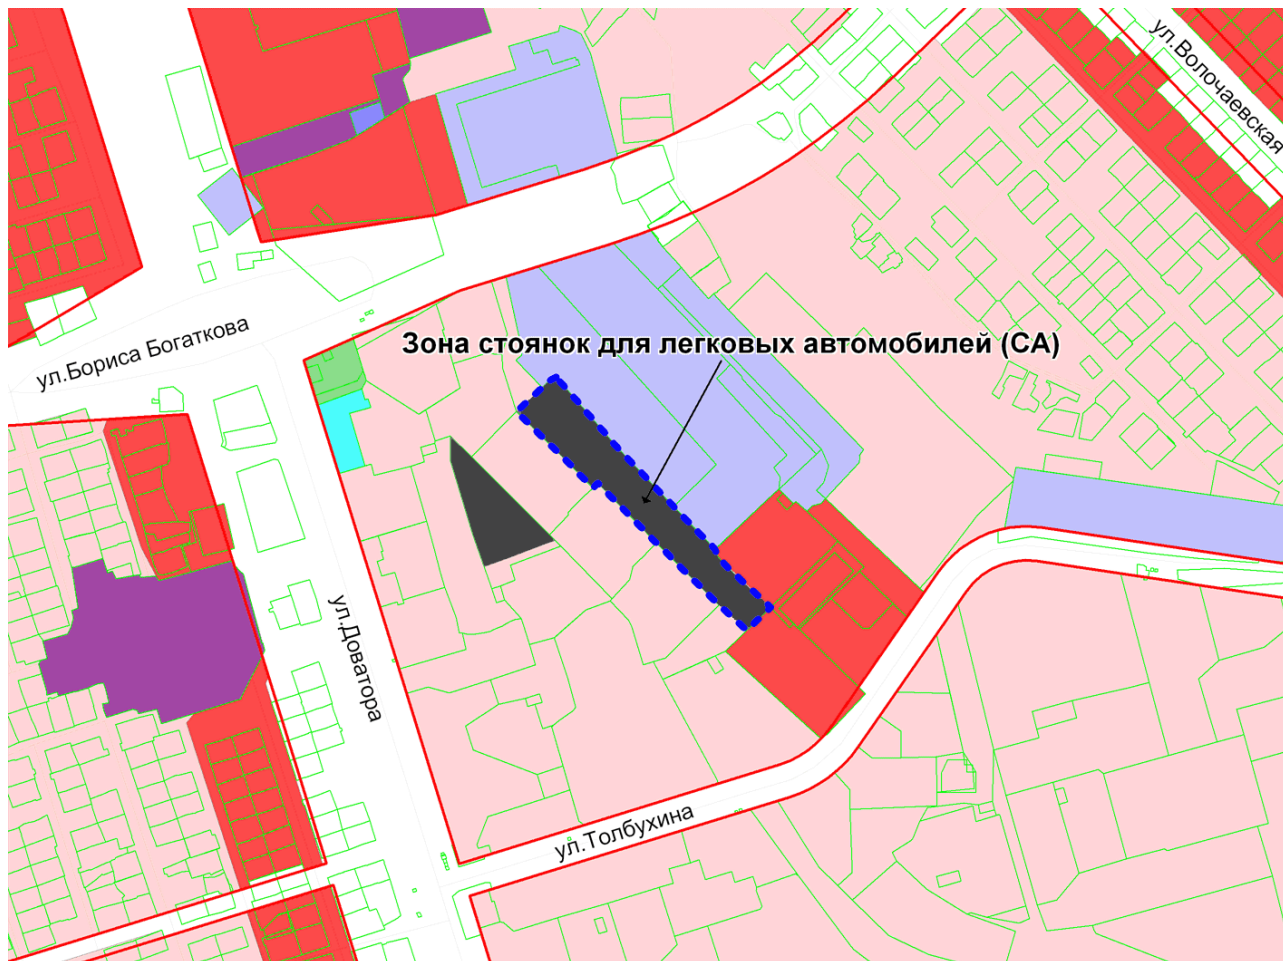 ул.Волочаевская
ул.Бориса Богаткова
Зона стоянок для легковых автомобилей (СА)
ул.Доватора
ул.Толбухина